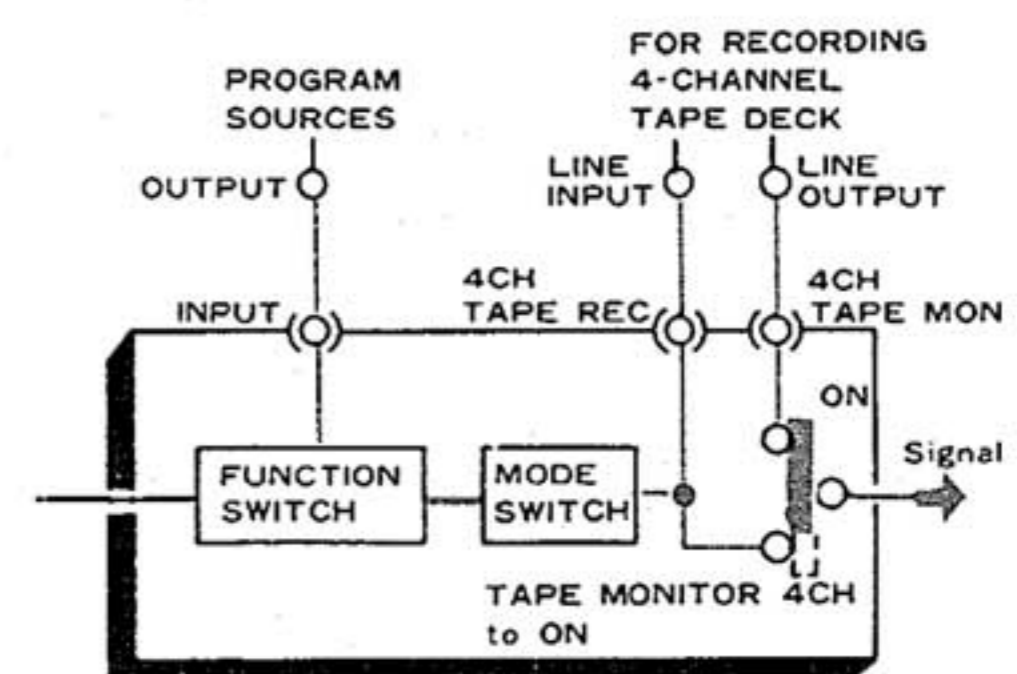 FOR RECORDING
4-CHANNEL
TAPE DECK
PROGRAM
SOURCES
OUTPUT
LINE
INPUT
LINE
OUTPUT
INPUT
4CH
TAPE REC
4CH
TAPE MON
ON
FUNCTION
SWITCH
MODE
SWITCH
Signal
TAPE MONITOR 4CH
to ON